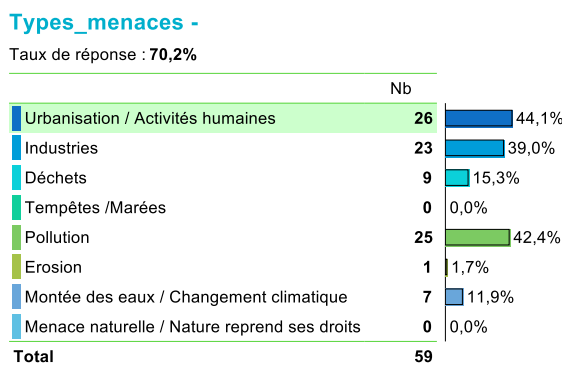 Types_menaces -
Taux de réponse : 70,2%
Nb
Urbanisation / Activités humaines 26 44,1%
Industries 23 39,0%
Déchets 9 15,3%
Tempêtes /Marées 0 0,0%
Pollution 25 42,4%
Erosion 1 1,7%
Montée des eaux / Changement climatique 7 11,9%
Menace naturelle / Nature reprend ses droits 0 0,0%
Total 59